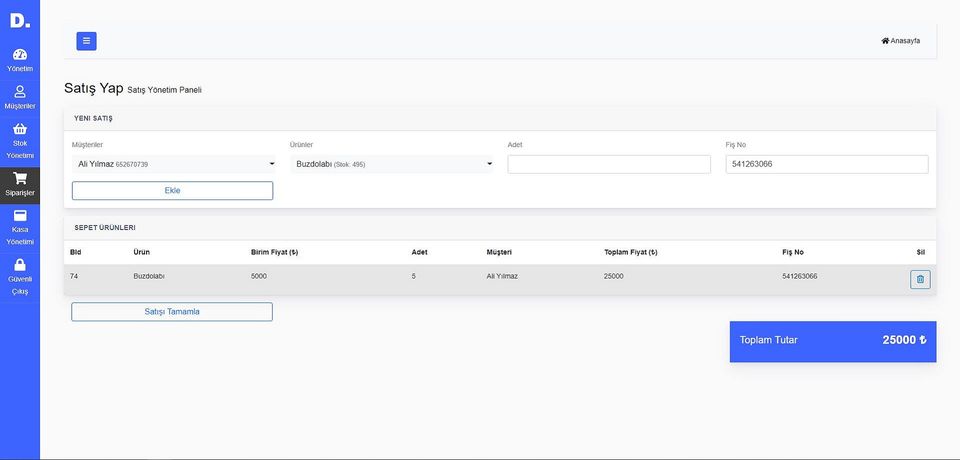 D.
Anasayfa
Yönetim
Müşteriler
Stok
Yönetimi
Siparişler
Kasa
Yönetimi
Güvenli
Çıkış
Satış Yap Satış Yönetim Paneli
YENI SATIŞ
Müşteriler Ürünler Adet Fiş No
Ali Yılmaz 652670739 Buzdolabı (Stok: 495) 541263066
Ekle
SEPET ÜRÜNLERI
BId Ürün Birim Fiyat (₺) Adet Müşteri Toplam Fiyat (₺) Fiş No Sil
74 Buzdolabı 5000 5 Ali Yılmaz 25000 541263066
Satışı Tamamla
Toplam Tutar 25000 ₺